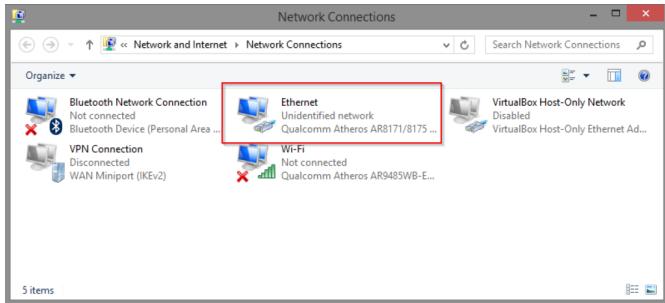 Network Connections
« Network and Internet ▸ Network Connections
Search Network Connections
Organize ▾
Bluetooth Network Connection
Not connected
Bluetooth Device (Personal Area ...
Ethernet
Unidentified network
Qualcomm Atheros AR8171/8175 ...
VirtualBox Host-Only Network
Disabled
VirtualBox Host-Only Ethernet Ad...
VPN Connection
Disconnected
WAN Miniport (IKEv2)
Wi-Fi
Not connected
Qualcomm Atheros AR9485WB-E...
5 items